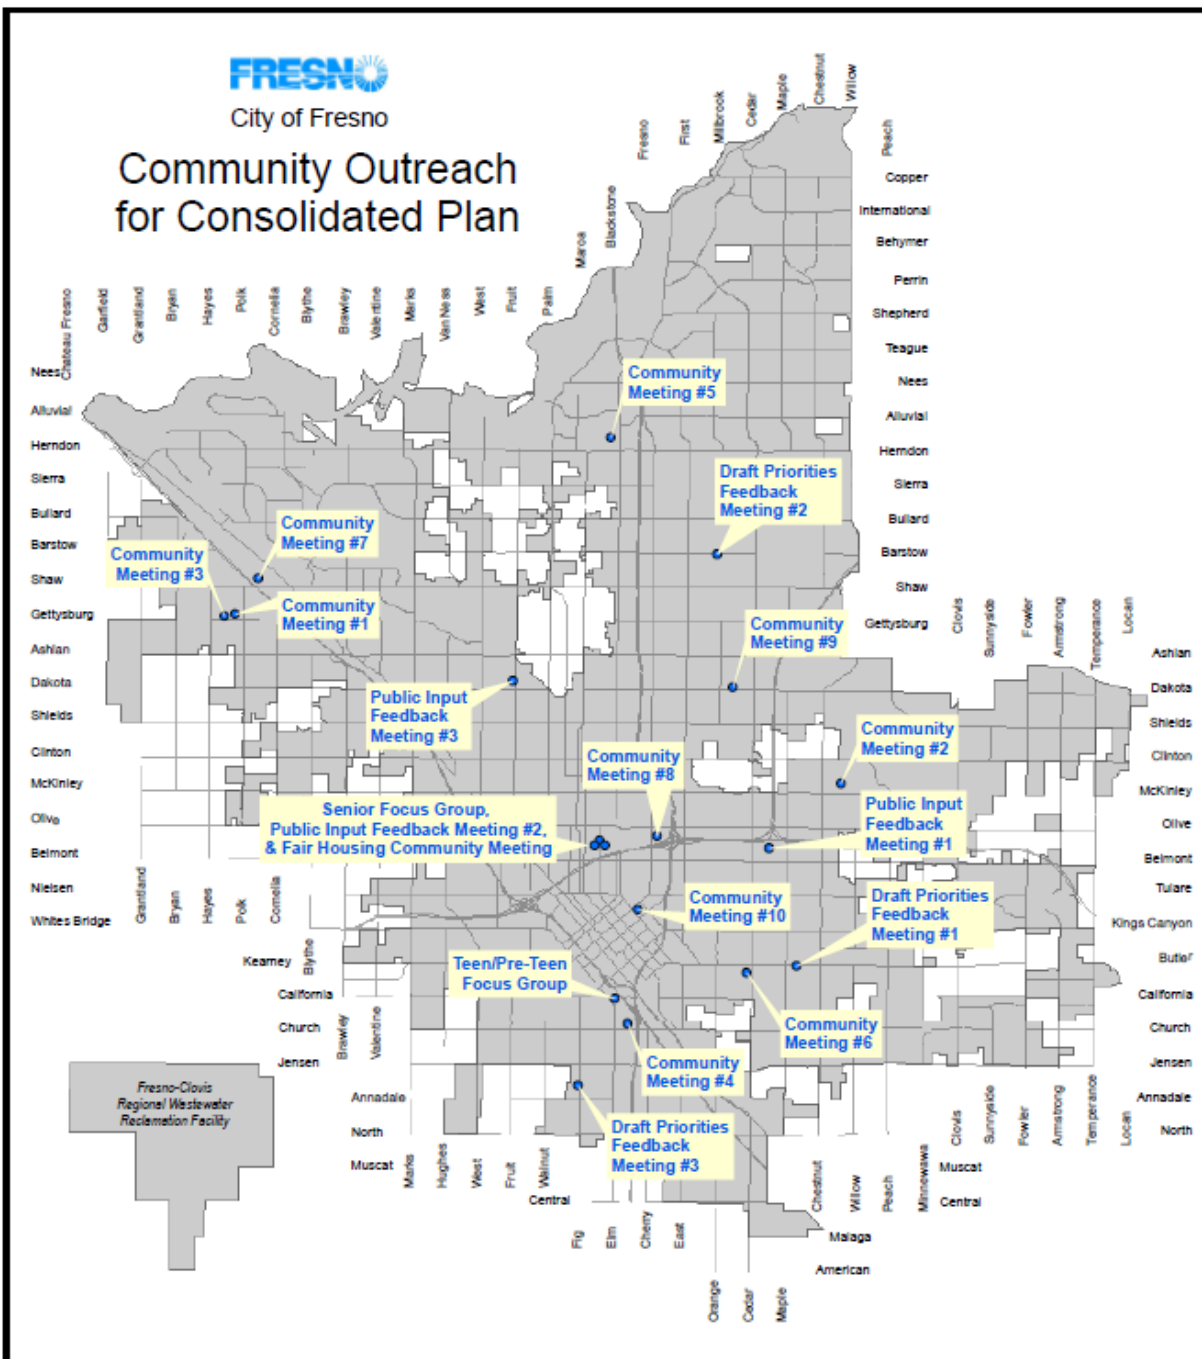 FRESNO
City of Fresno
Community Outreach
for Consolidated Plan
Chateau Fresno
Garfield
Grantland
Bryan
Hayes
Polk
Cornelia
Blythe
Brawley
Valentine
Marks
Van Ness
West
Fruit
Palm
Maroa
Blackstone
Fresno
First
Millbrook
Cedar
Maple
Chestnut
Willow
Peach
Copper
International
Behymer
Perrin
Shepherd
Teague
Nees
Alluvial
Herndon
Sierra
Bullard
Barstow
Shaw
Gettysburg
Clovis
Sunnyside
Fowler
Armstrong
Temperance
Locan
Ashlan
Dakota
Shields
Clinton
McKinley
Olive
Belmont
Tulare
Kings Canyon
Butler
California
Church
Jensen
Annadale
North
Nees
Alluvial
Herndon
Sierra
Bullard
Barstow
Shaw
Gettysburg
Ashlan
Dakota
Shields
Clinton
McKinley
Olive
Belmont
Nielsen
Whites Bridge
Grantland
Bryan
Hayes
Polk
Cornelia
Kearney
Blythe
California
Church
Brawley
Valentine
Jensen
Annadale
North
Muscat
Marks
Hughes
West
Fruit
Walnut
Central
Fig
Elm
Cherry
East
Orange
Cedar
Maple
American
Malaga
Chestnut
Willow
Peach
Minnewawa
Central
Muscat
Clovis
Sunnyside
Fowler
Armstrong
Temperance
Locan
Community
Meeting #5
Draft Priorities
Feedback
Meeting #2
Community
Meeting #7
Community
Meeting #3
Community
Meeting #1
Community
Meeting #9
Public Input
Feedback
Meeting #3
Community
Meeting #2
Community
Meeting #8
Senior Focus Group,
Public Input Feedback Meeting #2,
& Fair Housing Community Meeting
Public Input
Feedback
Meeting #1
Community
Meeting #10
Draft Priorities
Feedback
Meeting #1
Teen/Pre-Teen
Focus Group
Community
Meeting #6
Community
Meeting #4
Draft Priorities
Feedback
Meeting #3
Fresno-Clovis
Regional Wastewater
Reclamation Facility